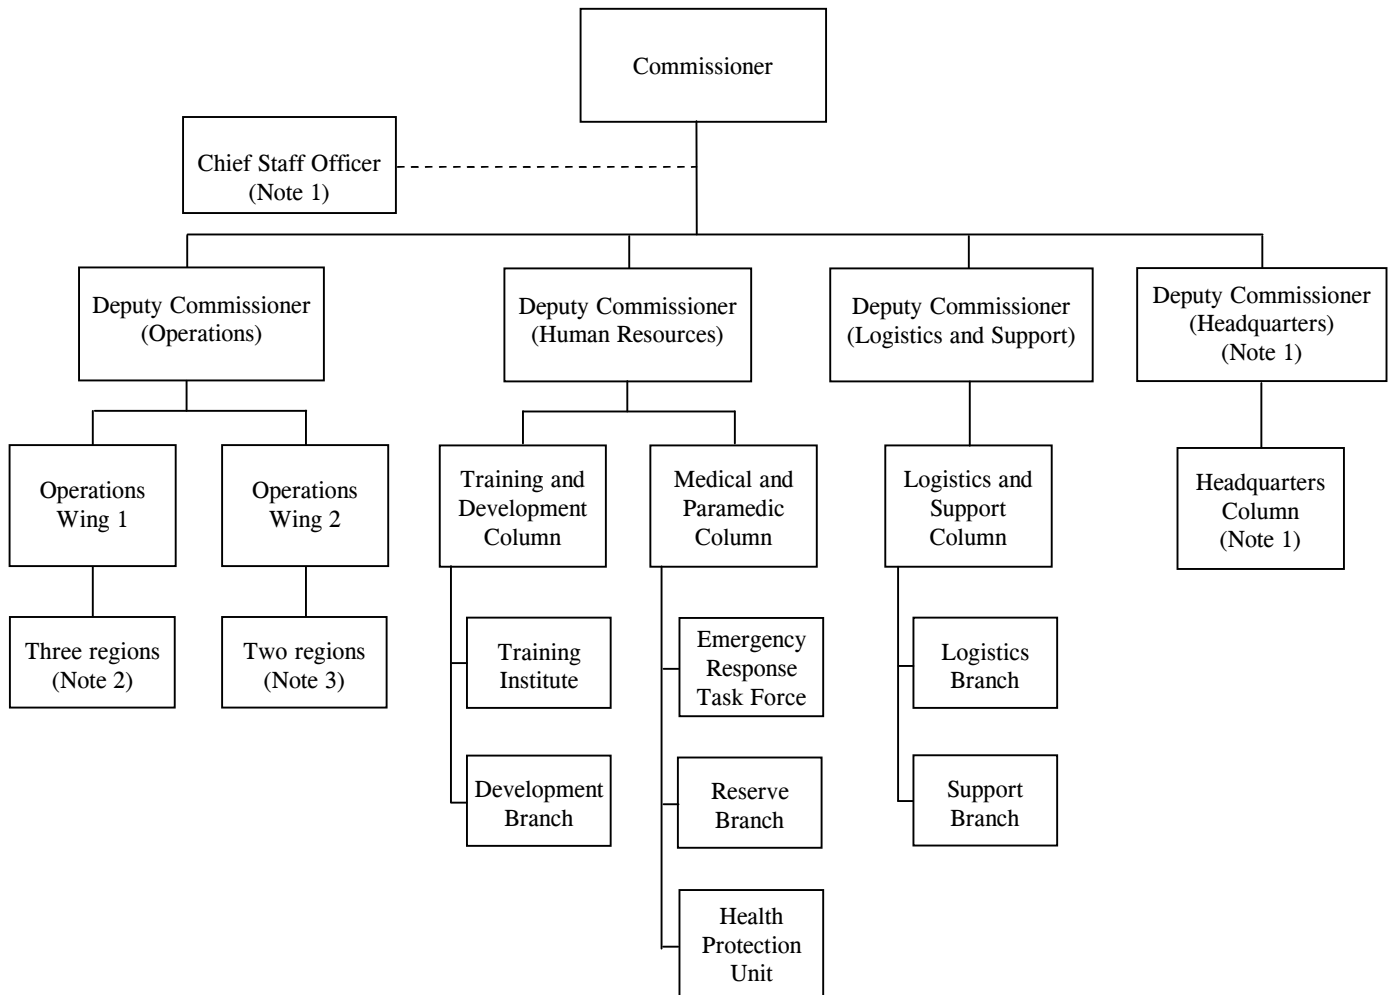 Commissioner
Chief Staff Officer
(Note 1)
Deputy Commissioner
(Operations)
Deputy Commissioner
(Human Resources)
Deputy Commissioner
(Logistics and Support)
Deputy Commissioner
(Headquarters)
(Note 1)
Operations
Wing 1
Operations
Wing 2
Training and
Development
Column
Medical and
Paramedic
Column
Logistics and
Support
Column
Headquarters
Column
(Note 1)
Three regions
(Note 2)
Two regions
(Note 3)
Training
Institute
Emergency
Response
Task Force
Logistics
Branch
Development
Branch
Reserve
Branch
Support
Branch
Health
Protection
Unit